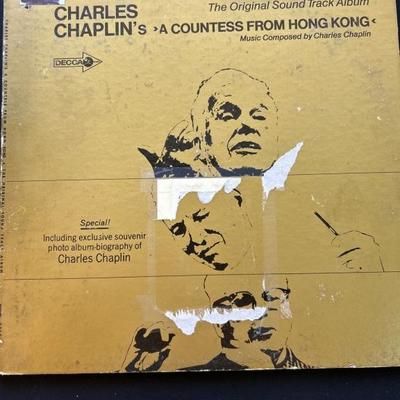 CHARLES
CHAPLIN's ›A COUNTESS FROM HONG KONG‹
The Original Sound Track Album
Music Composed by Charles Chaplin
DECCA
Special!
Including exclusive souvenir
photo album-biography of
Charles Chaplin